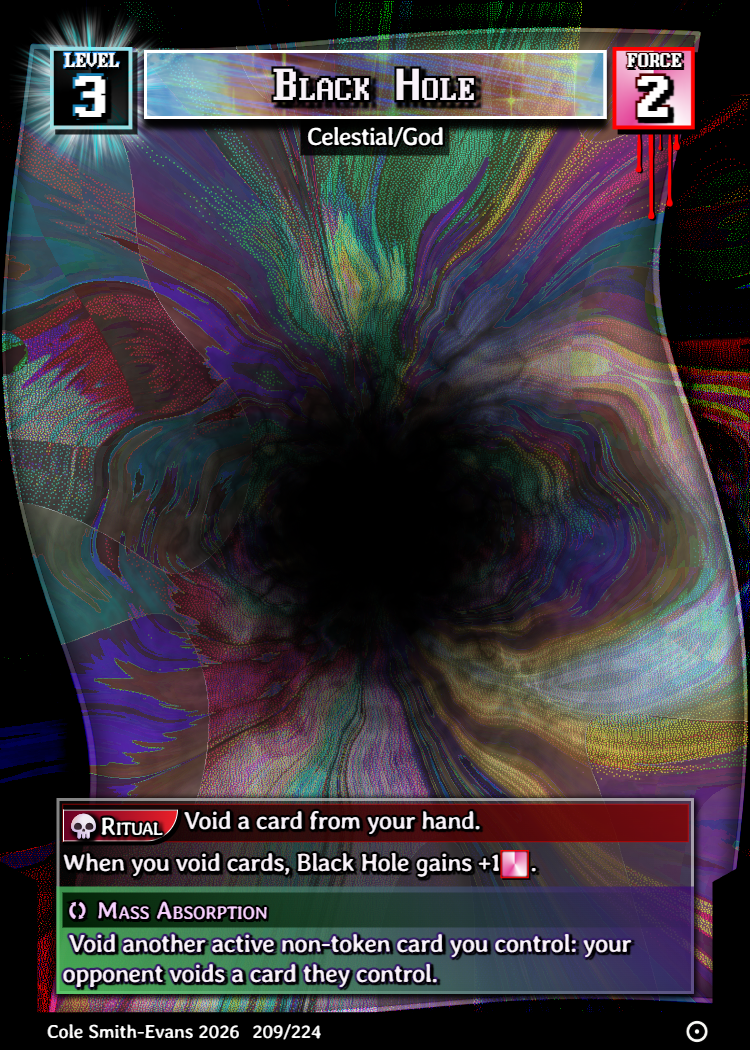 LEVEL
3
Black Hole
FORCE
2
Celestial/God
Ritual Void a card from your hand.
When you void cards, Black Hole gains +1.
Mass Absorption
Void another active non-token card you control: your
opponent voids a card they control.
Cole Smith-Evans 2026 209/224